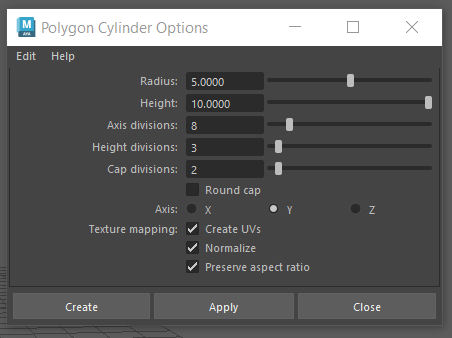 M
AYA
Polygon Cylinder Options
Edit Help
Radius: 5.0000
Height: 10.0000
Axis divisions: 8
Height divisions: 3
Cap divisions: 2
Round cap
Axis: X Y Z
Texture mapping: Create UVs
Normalize
Preserve aspect ratio
Create Apply Close